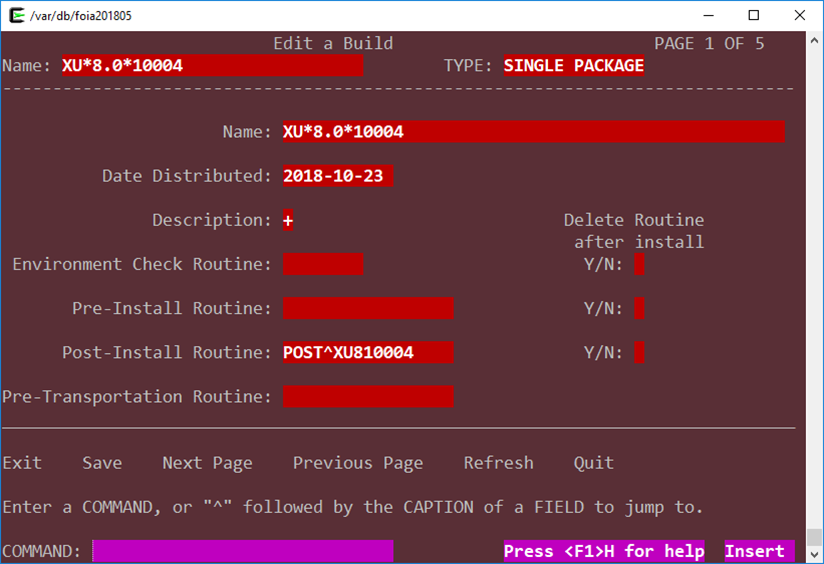 /var/db/foia201805
Edit a Build PAGE 1 OF 5
Name: XU*8.0*10004 TYPE: SINGLE PACKAGE
-------------------------------------------------------------------------------
Name: XU*8.0*10004
Date Distributed: 2018-10-23
Description: + Delete Routine
after install
Environment Check Routine: Y/N:
Pre-Install Routine: Y/N:
Post-Install Routine: POST^XU810004 Y/N:
Pre-Transportation Routine:
Exit Save Next Page Previous Page Refresh Quit
Enter a COMMAND, or "^" followed by the CAPTION of a FIELD to jump to.
COMMAND: Press <F1>H for help Insert